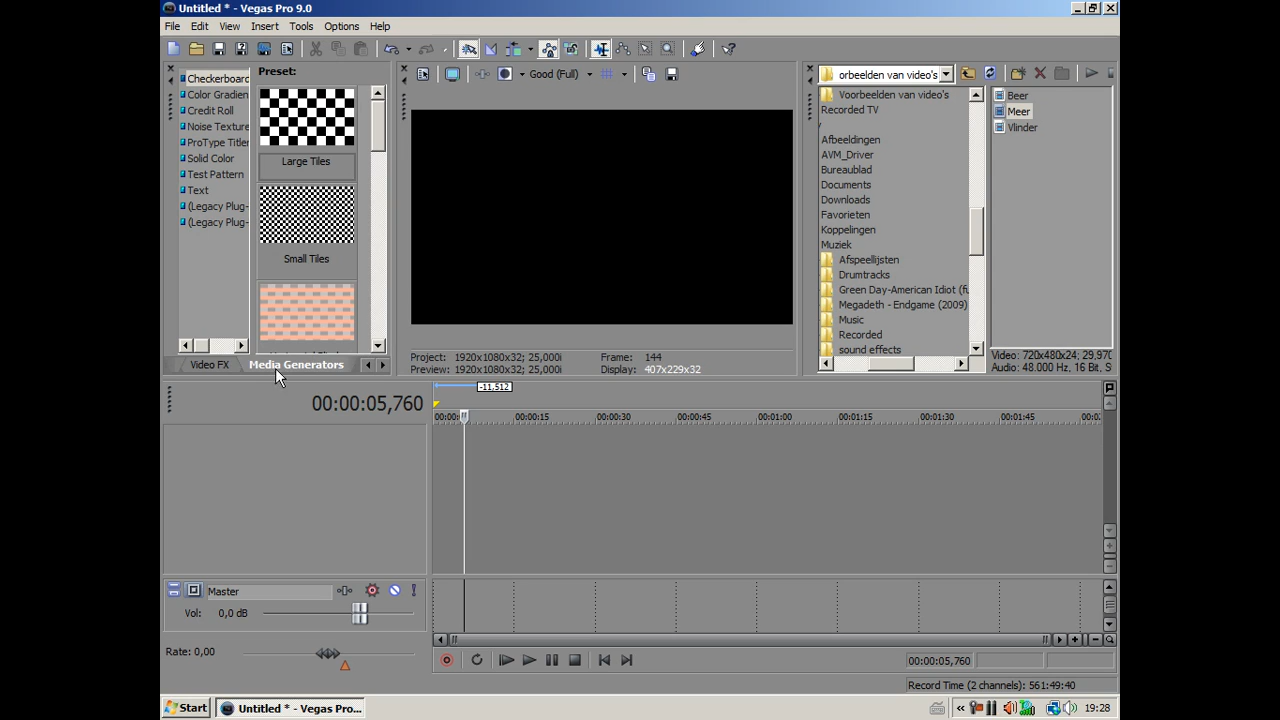 Untitled * - Vegas Pro 9.0
File Edit View Insert Tools Options Help
Preset:
Checkerboard
Color Gradien
Credit Roll
Noise Texture
ProType Titler
Solid Color
Test Pattern
Text
(Legacy Plug-
(Legacy Plug-
Large Tiles
Small Tiles
Video FX Media Generators
Good (Full)
Project: 1920x1080x32; 25,000i
Preview: 1920x1080x32; 25,000i
Frame: 144
Display: 407x229x32
orbeelden van video's
Voorbeelden van video's
Recorded TV
Afbeeldingen
AVM_Driver
Bureaublad
Documents
Downloads
Favorieten
Koppelingen
Muziek
Afspeellijsten
Drumtracks
Green Day-American Idiot (fu
Megadeth - Endgame (2009)
Music
Recorded
sound effects
Beer
Meer
Vlinder
Video: 720x480x24; 29,970
Audio: 48.000 Hz, 16 Bit, S
-11,512
00:00:05,760
00:00:15 00:00:30 00:00:45 00:01:00 00:01:15 00:01:30 00:01:45
Master
Vol: 0,0 dB
Rate: 0,00
00:00:05,760
Record Time (2 channels): 561:49:40
Start Untitled * - Vegas Pro... 19:28